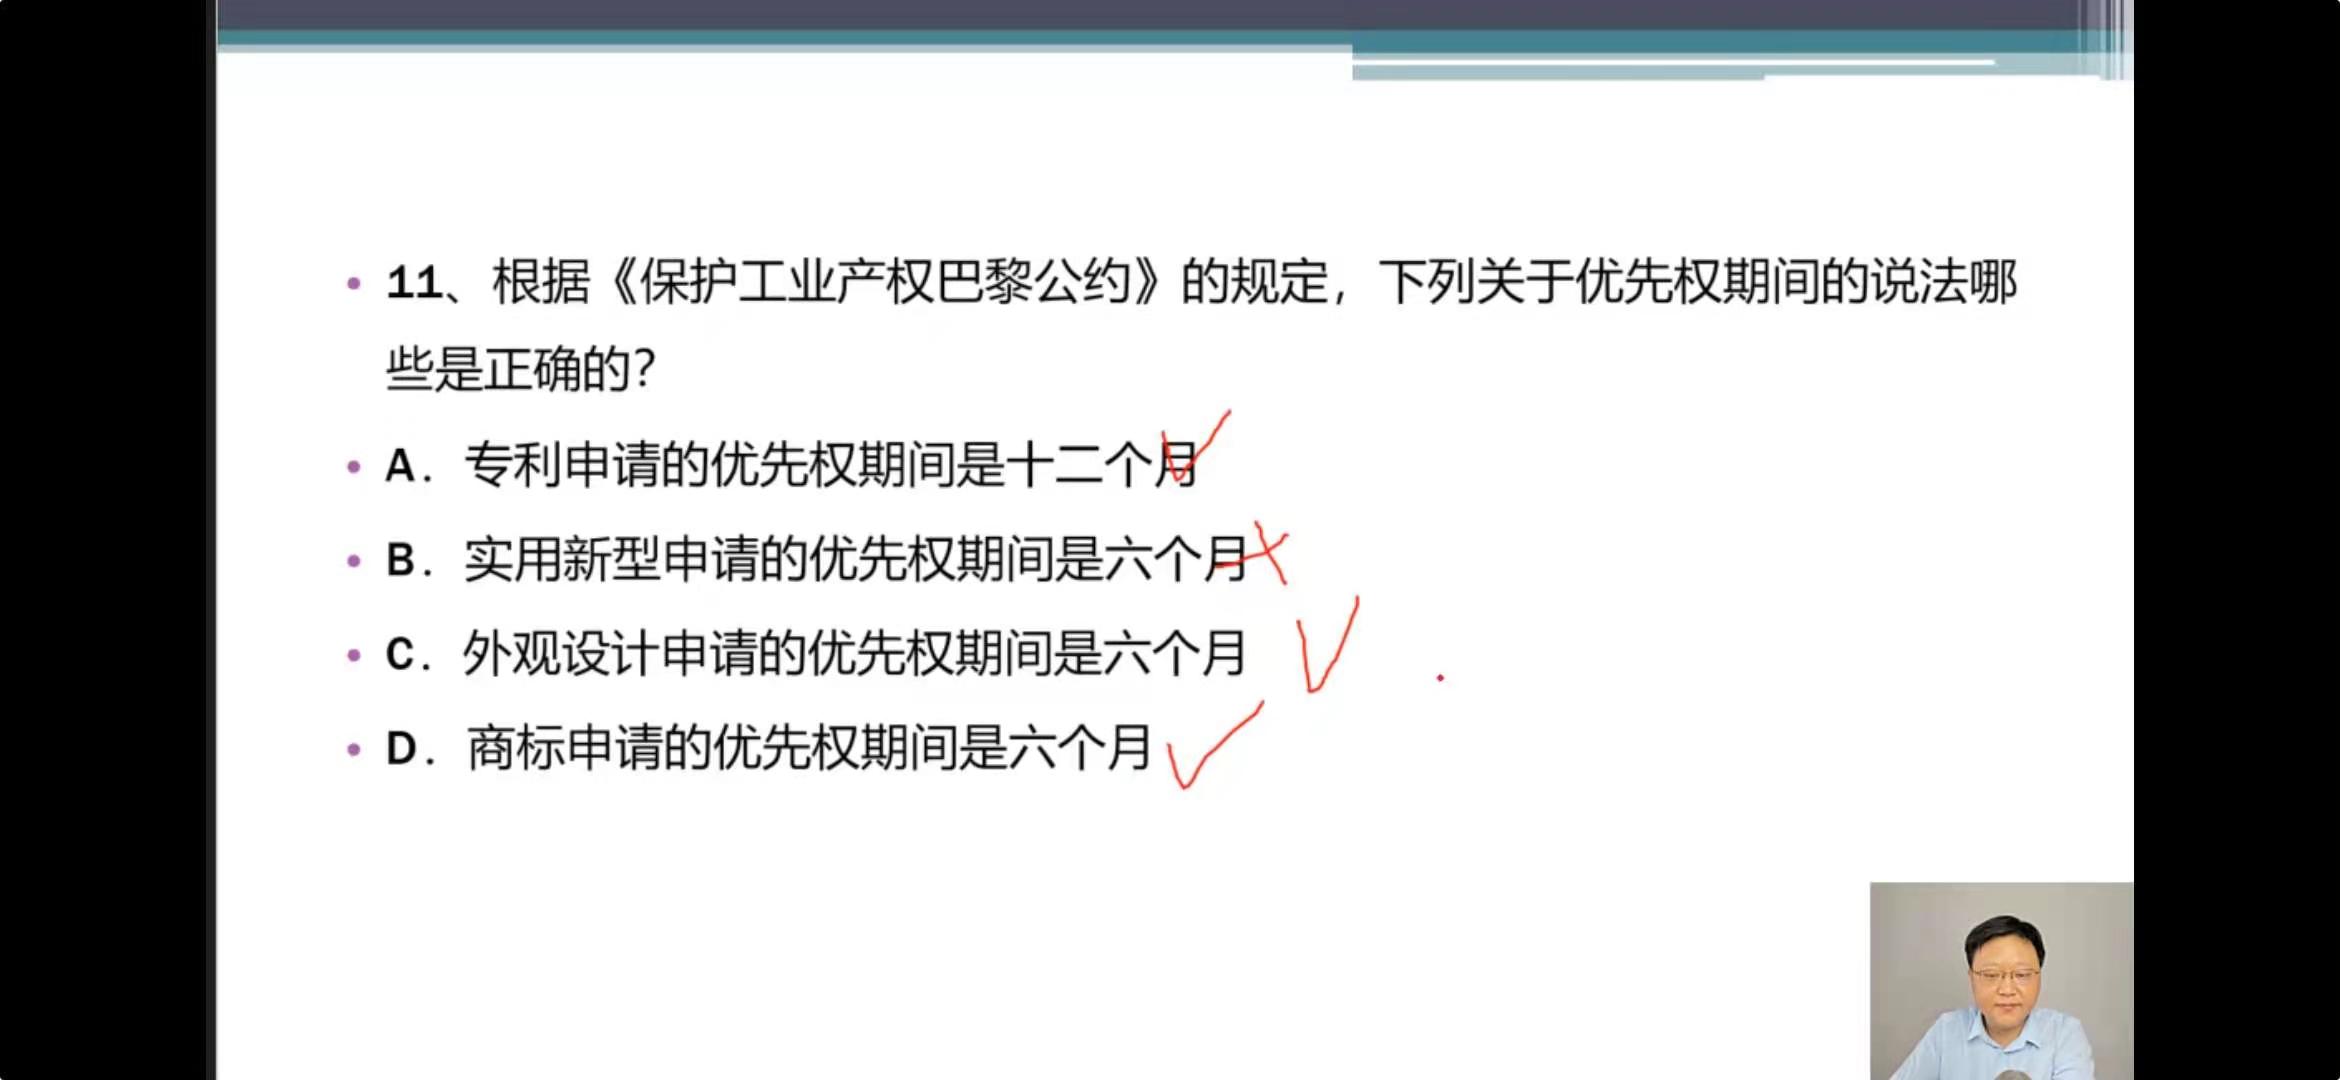 11、根据《保护工业产权巴黎公约》的规定，下列关于优先权期间的说法哪
些是正确的？
A．专利申请的优先权期间是十二个月
B．实用新型申请的优先权期间是六个月
C．外观设计申请的优先权期间是六个月
D．商标申请的优先权期间是六个月